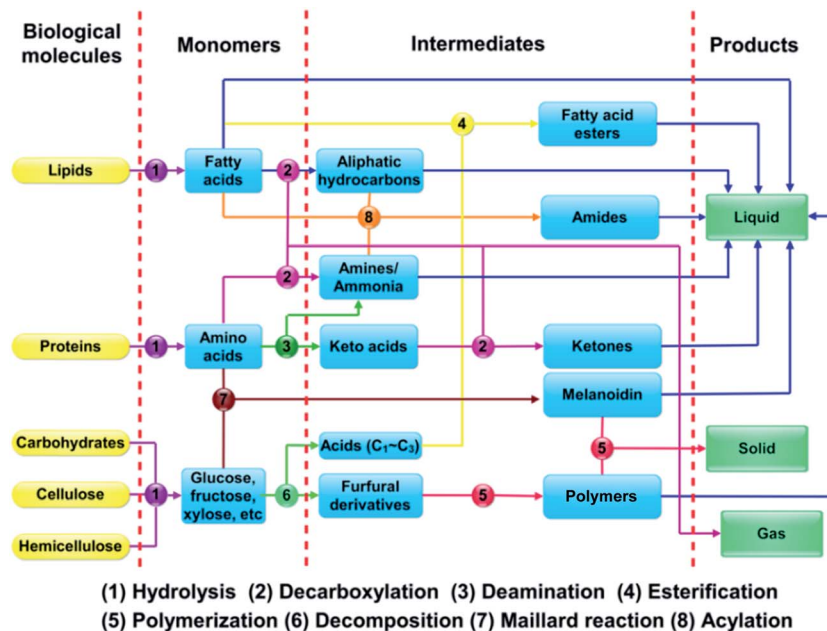 Biological
molecules
Monomers
Intermediates
Products
4
Fatty acid
esters
Lipids
1
Fatty
acids
2
Aliphatic
hydrocarbons
8
Amides
Liquid
2
Amines/
Ammonia
Proteins
1
Amino
acids
3
Keto acids
2
Ketones
7
Melanoidin
Carbohydrates
Acids (C₁~C₃)
5
Solid
Cellulose
1
Glucose,
fructose,
xylose, etc
6
Furfural
derivatives
5
Polymers
Hemicellulose
Gas
(1) Hydrolysis (2) Decarboxylation (3) Deamination (4) Esterification
(5) Polymerization (6) Decomposition (7) Maillard reaction (8) Acylation